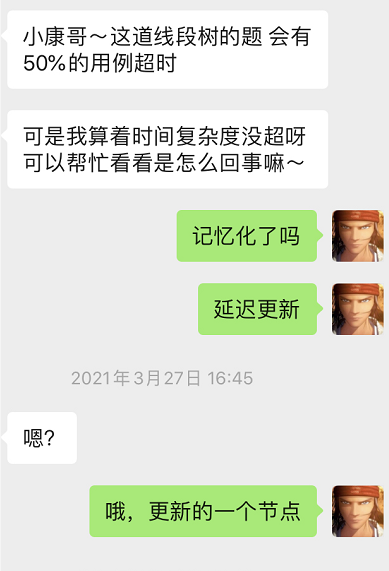 小康哥～这道线段树的题 会有
50%的用例超时
可是我算着时间复杂度没超呀
可以帮忙看看是怎么回事嘛～
记忆化了吗
延迟更新
2021年3月27日 16:45
嗯?
哦，更新的一个节点